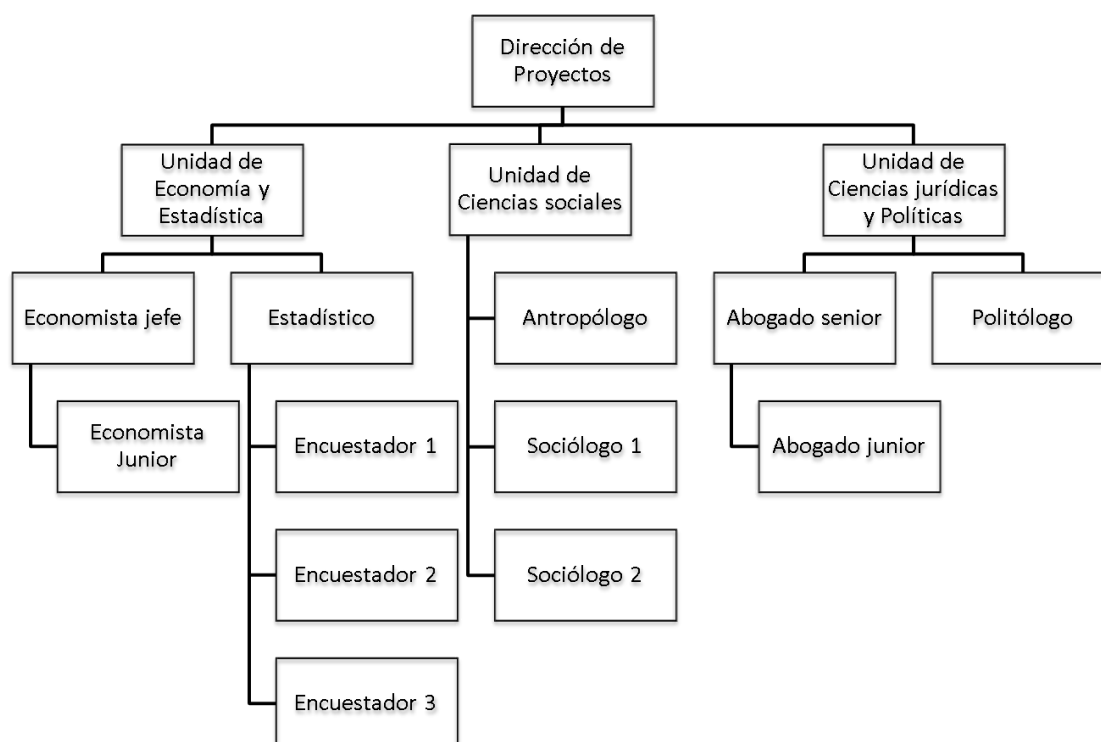 Dirección de
Proyectos
Unidad de
Economía y
Estadística
Unidad de
Ciencias sociales
Unidad de
Ciencias jurídicas
y Políticas
Economista jefe
Estadístico
Antropólogo
Abogado senior
Politólogo
Economista
Junior
Encuestador 1
Sociólogo 1
Abogado junior
Encuestador 2
Sociólogo 2
Encuestador 3